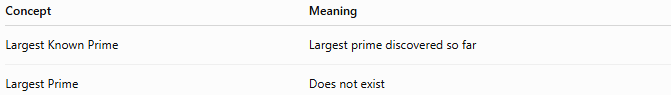 Concept Meaning
Largest Known Prime Largest prime discovered so far
Largest Prime Does not exist